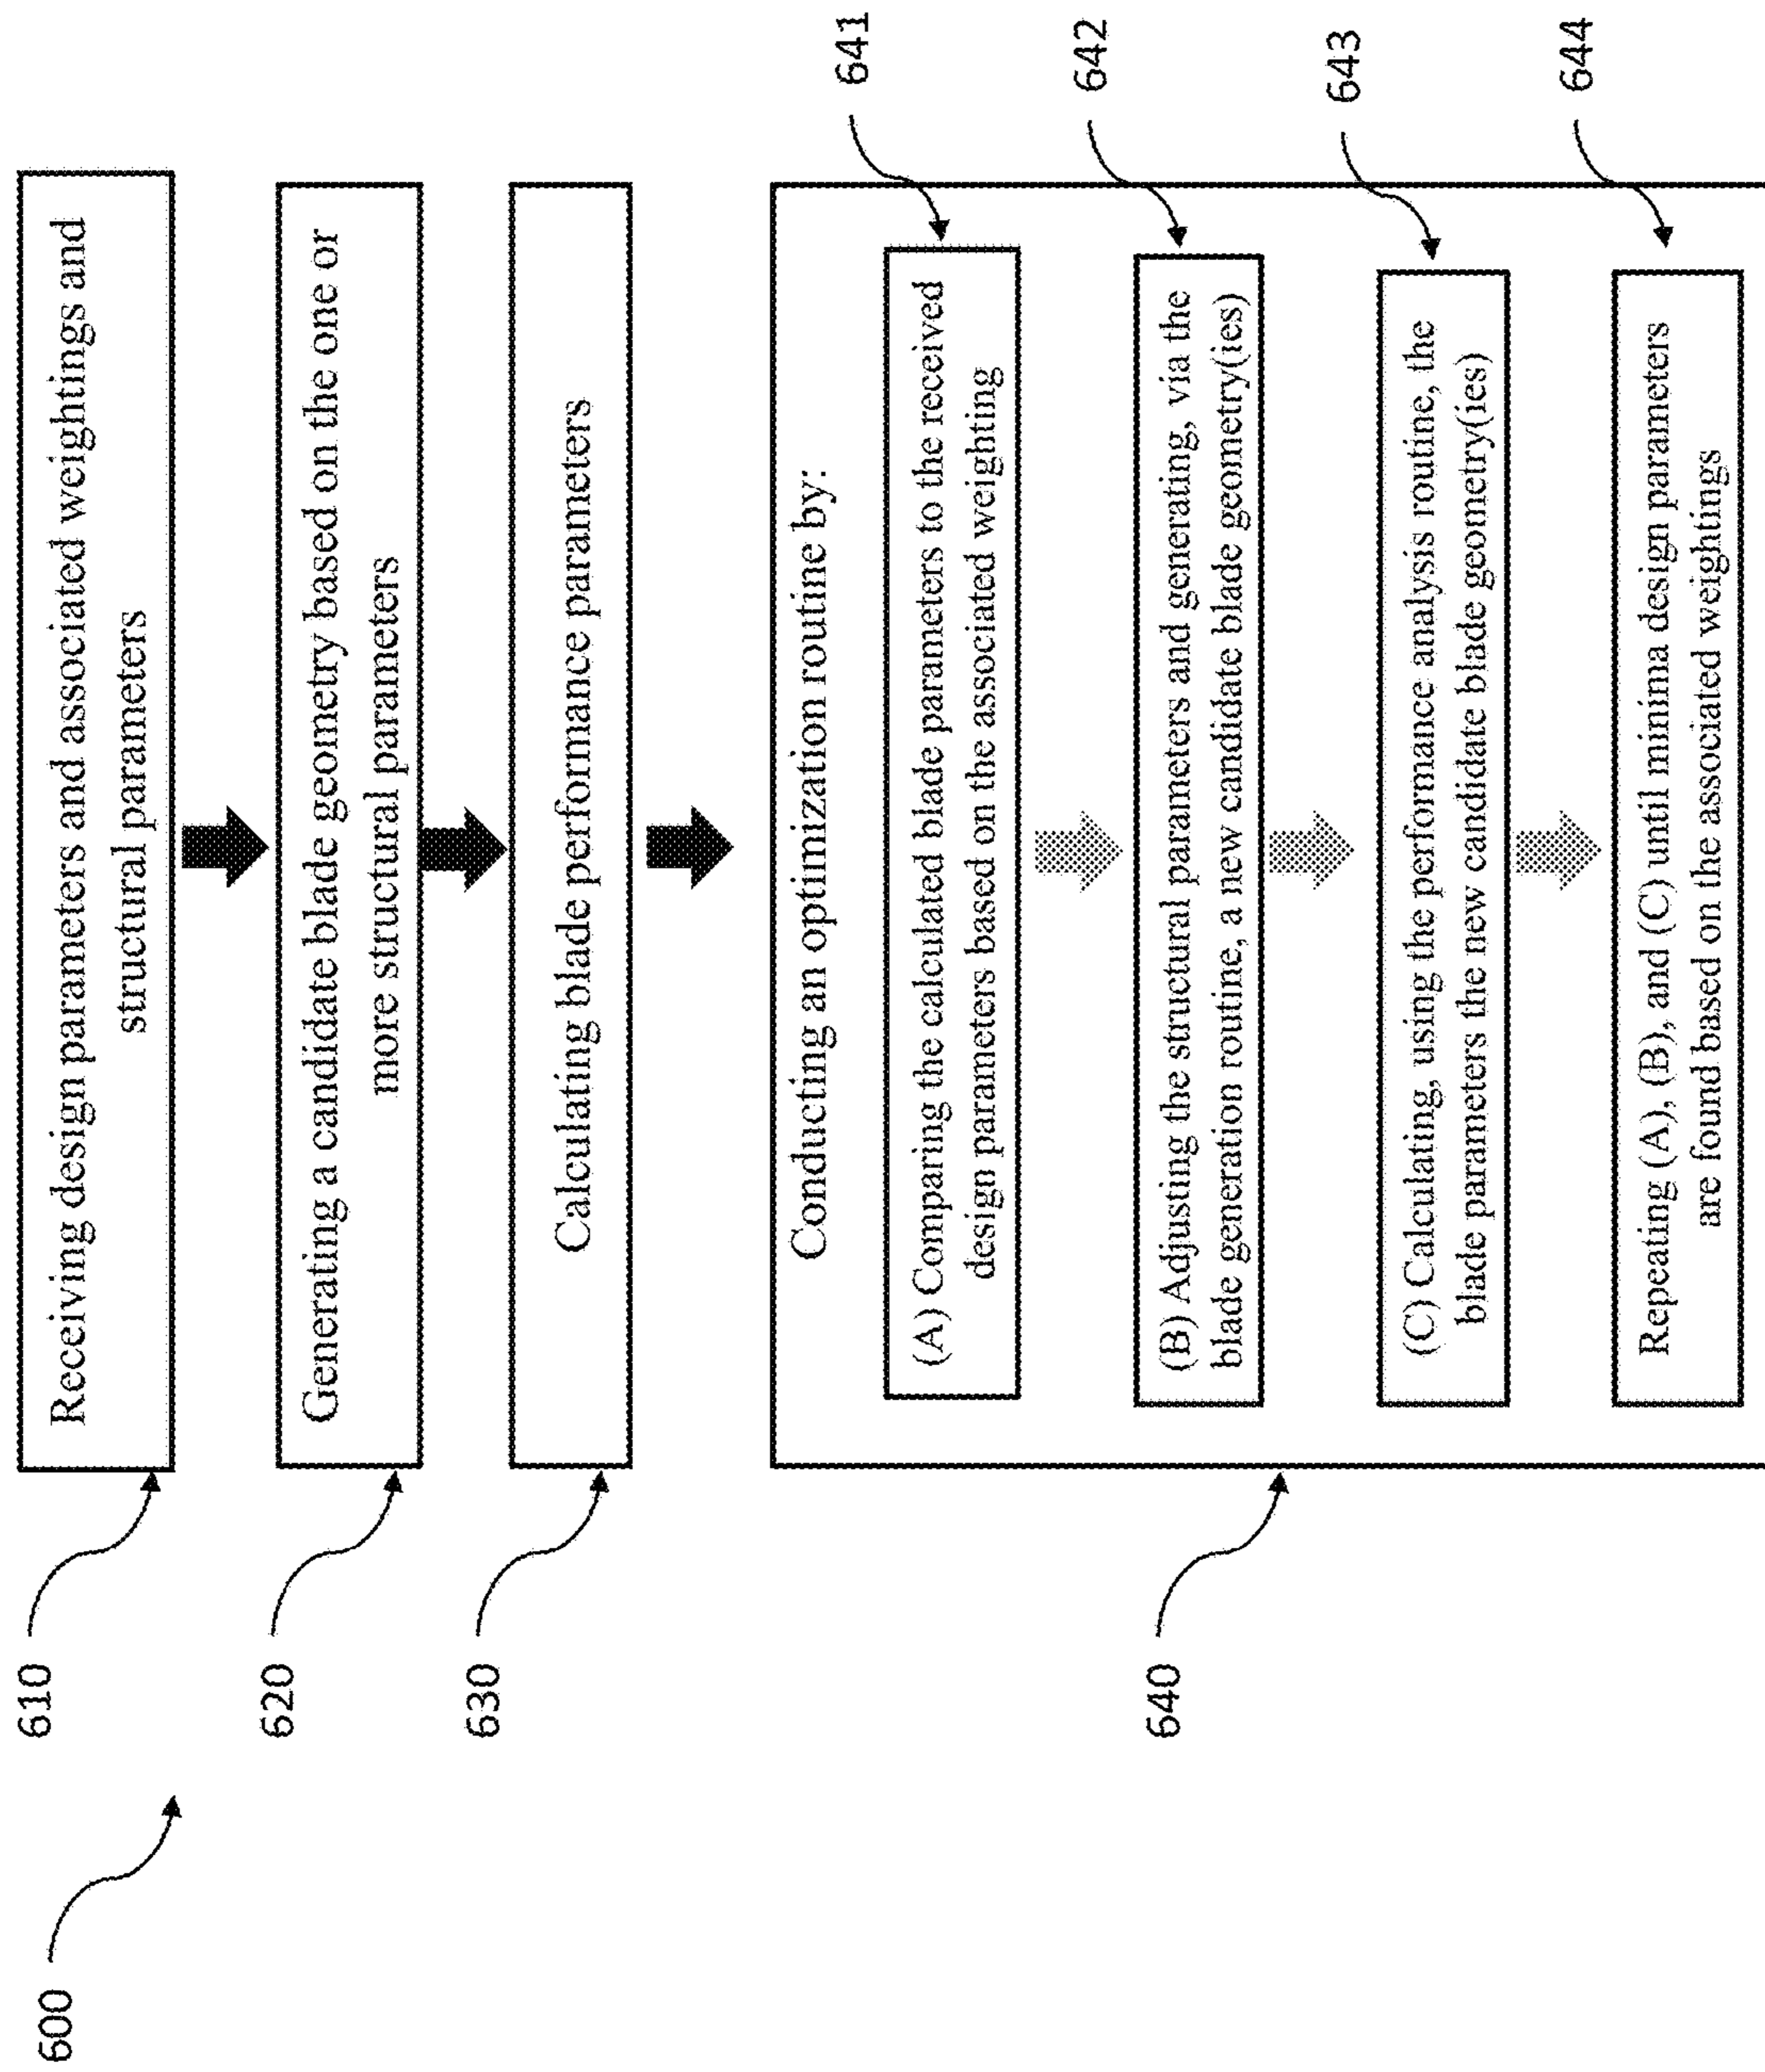 600
610
Receiving design parameters and associated weightings and
structural parameters
620
Generating a candidate blade geometry based on the one or
more structural parameters
630
Calculating blade performance parameters
640
Conducting an optimization routine by:
641
(A) Comparing the calculated blade parameters to the received
design parameters based on the associated weighting
642
(B) Adjusting the structural parameters and generating, via the
blade generation routine, a new candidate blade geometry(ies)
643
(C) Calculating, using the performance analysis routine, the
blade parameters the new candidate blade geometry(ies)
644
Repeating (A), (B), and (C) until minima design parameters
are found based on the associated weightings